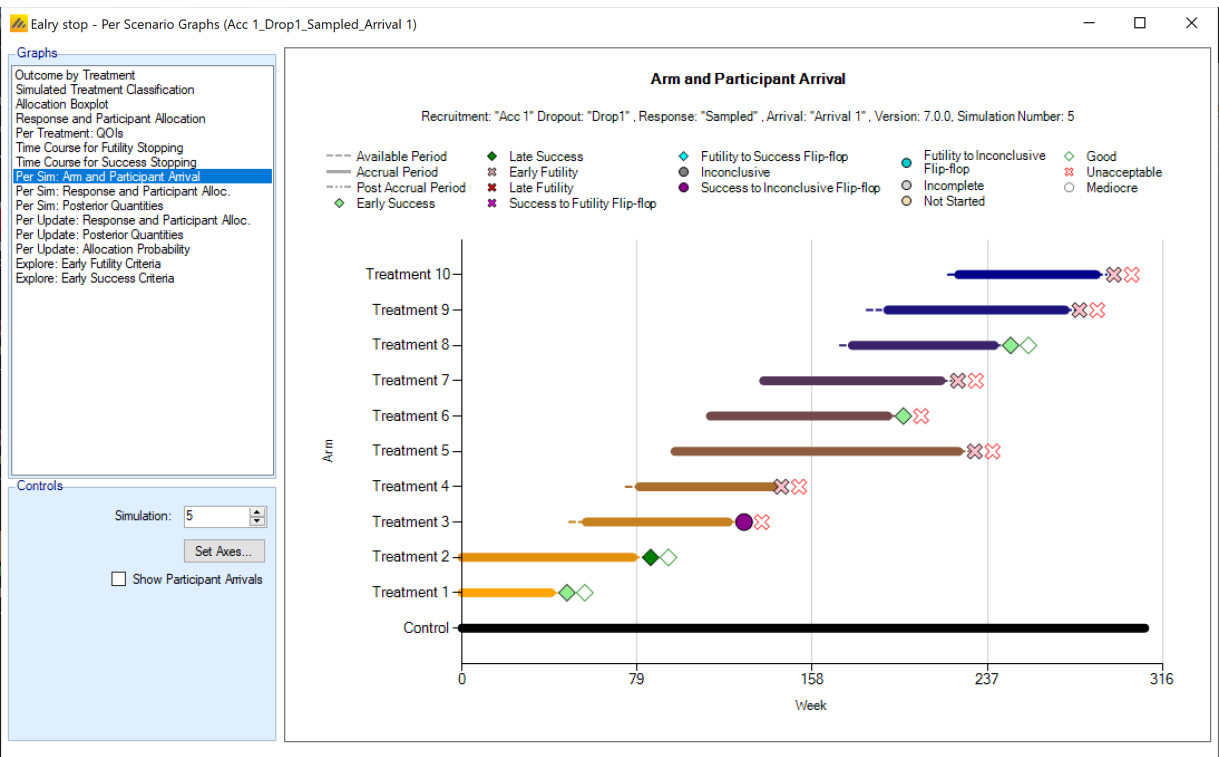 Ealry stop - Per Scenario Graphs (Acc 1_Drop1_Sampled_Arrival 1)
Graphs
Outcome by Treatment
Simulated Treatment Classification
Allocation Boxplot
Response and Participant Allocation
Per Treatment: QOIs
Time Course for Futility Stopping
Time Course for Success Stopping
Per Sim: Arm and Participant Arrival
Per Sim: Response and Participant Alloc.
Per Sim: Posterior Quantities
Per Update: Response and Participant Alloc.
Per Update: Posterior Quantities
Per Update: Allocation Probability
Explore: Early Futility Criteria
Explore: Early Success Criteria
Controls
Simulation: 5
Set Axes...
Show Participant Arrivals
Arm and Participant Arrival
Recruitment: "Acc 1" Dropout: "Drop1" , Response: "Sampled" , Arrival: "Arrival 1" , Version: 7.0.0, Simulation Number: 5
Available Period
Accrual Period
Post Accrual Period
Early Success
Late Success
Early Futility
Late Futility
Success to Futility Flip-flop
Futility to Success Flip-flop
Inconclusive
Success to Inconclusive Flip-flop
Futility to Inconclusive
Flip-flop
Incomplete
Not Started
Good
Unacceptable
Mediocre
Treatment 10
Treatment 9
Treatment 8
Treatment 7
Treatment 6
Treatment 5
Treatment 4
Treatment 3
Treatment 2
Treatment 1
Control
Arm
0 79 158 237 316
Week